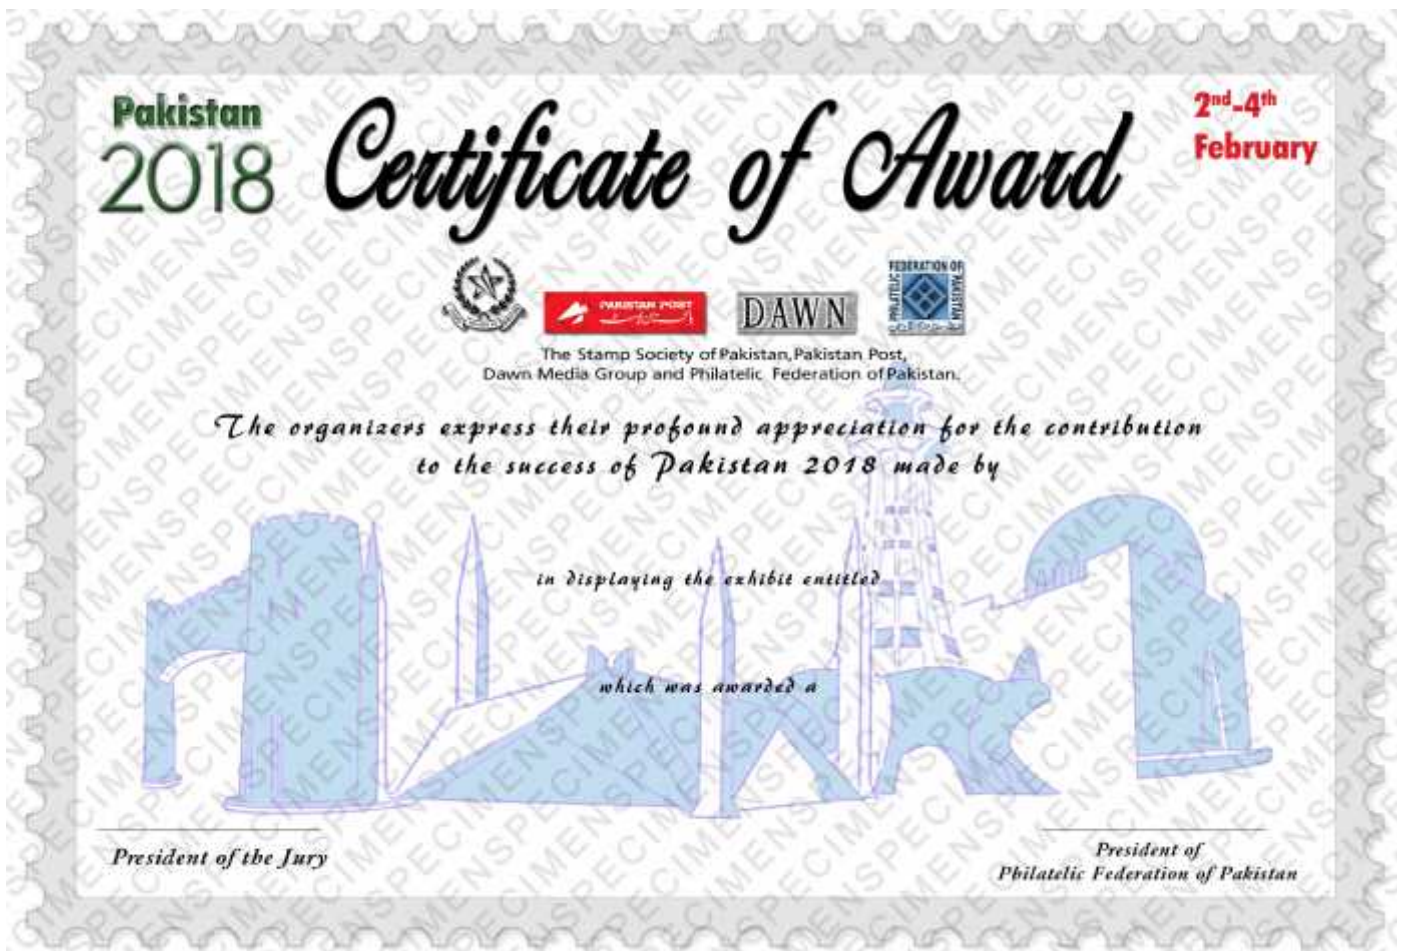 Pakistan
2018
Certificate of Award
2nd-4th
February
PAKISTAN POST
DAWN
PHILATELIC FEDERATION OF PAKISTAN
The Stamp Society of Pakistan, Pakistan Post,
Dawn Media Group and Philatelic Federation of Pakistan.
The organizers express their profound appreciation for the contribution
to the success of Pakistan 2018 made by
in displaying the exhibit entitled
which was awarded a
President of the Jury
President of
Philatelic Federation of Pakistan
SPECIMEN